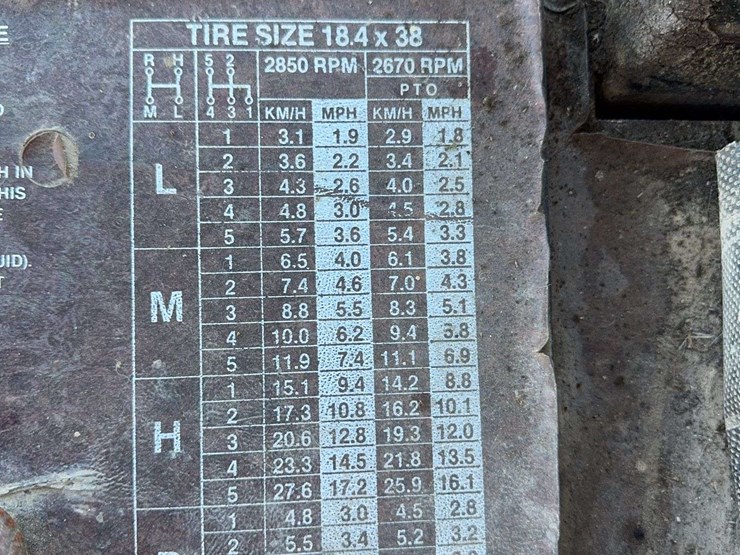 E
TIRE SIZE 18.4 x 38
R H 5 2 2850 RPM 2670 RPM
PTO
M L 4 3 1 KM/H MPH KM/H MPH
L
1 3.1 1.9 2.9 1.8
2 3.6 2.2 3.4 2.1
3 4.3 2.6 4.0 2.5
4 4.8 3.0 4.5 2.8
5 5.7 3.6 5.4 3.3
M
1 6.5 4.0 6.1 3.8
2 7.4 4.6 7.0 4.3
3 8.8 5.5 8.3 5.1
4 10.0 6.2 9.4 5.8
5 11.9 7.4 11.1 6.9
H
1 15.1 9.4 14.2 8.8
2 17.3 10.8 16.2 10.1
3 20.6 12.8 19.3 12.0
4 23.3 14.5 21.8 13.5
5 27.6 17.2 25.9 16.1
1 4.8 3.0 4.5 2.8
2 5.5 3.4 5.2 3.2
H IN
HIS
E
UID).
T